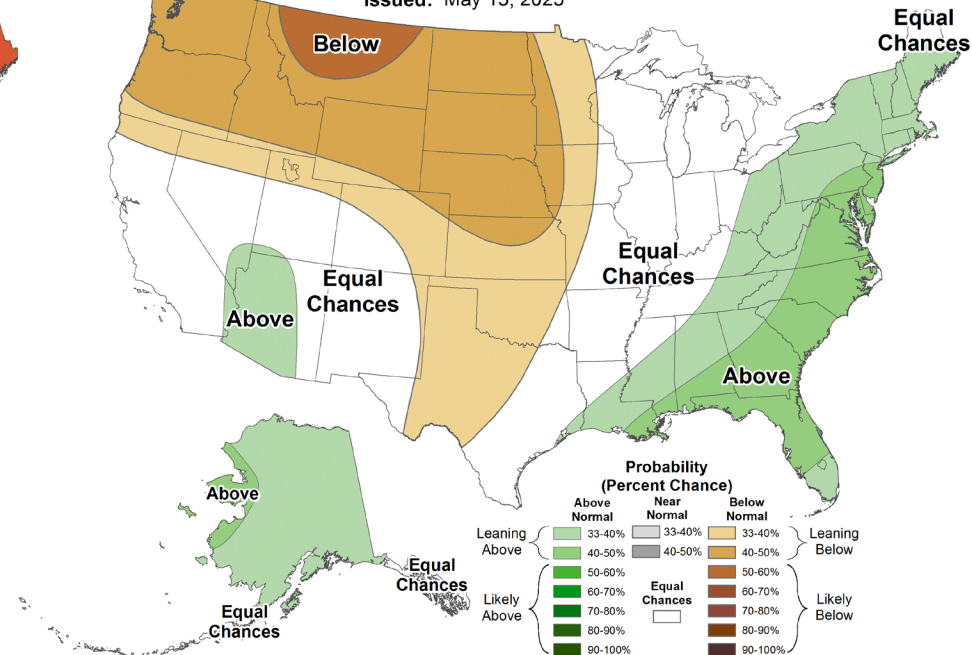 Issued: May 15, 2025
Equal
Chances
Below
Equal
Chances
Equal
Chances
Above
Above
Above
Equal
Chances
Equal
Chances
Probability
(Percent Chance)
Above
Normal
Near
Normal
Below
Normal
Leaning
Above
33-40%
33-40%
33-40%
Leaning
Below
40-50%
40-50%
40-50%
Likely
Above
50-60%
50-60%
Likely
Below
60-70%
Equal
Chances
60-70%
70-80%
70-80%
80-90%
80-90%
90-100%
90-100%